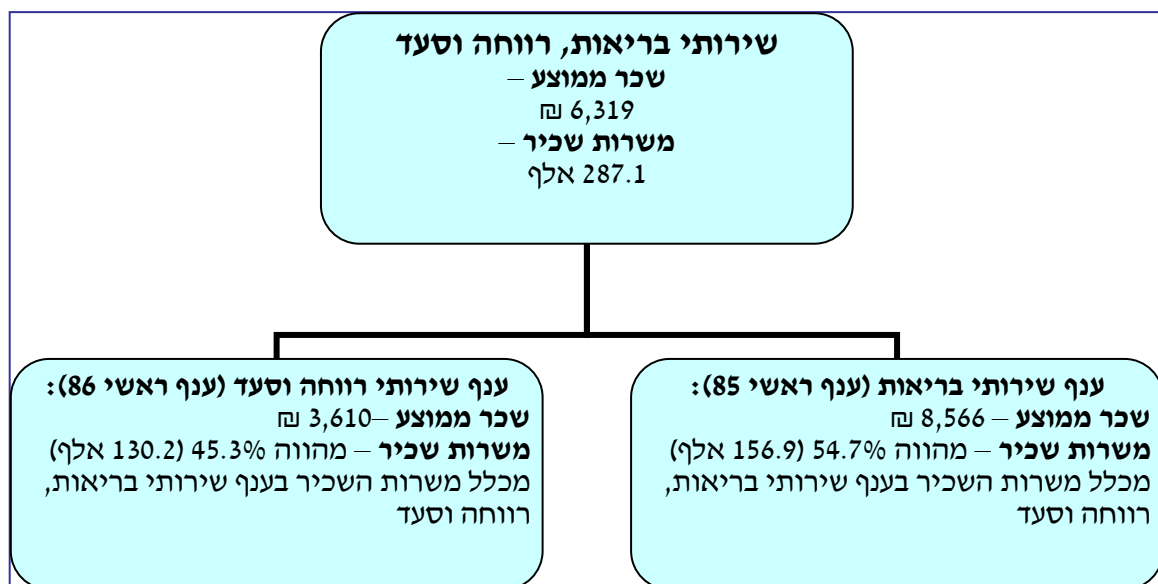 שירותי בריאות, רווחה וסעד
שכר ממוצע –
6,319 ₪
משרות שכיר –
287.1 אלף
ענף שירותי בריאות (ענף ראשי 85):
שכר ממוצע – 8,566 ₪
משרות שכיר – מהווה 54.7% (156.9 אלף)
מכלל משרות השכיר בענף שירותי בריאות,
רווחה וסעד
ענף שירותי רווחה וסעד (ענף ראשי 86):
שכר ממוצע –3,610 ₪
משרות שכיר – מהווה 45.3% (130.2 אלף)
מכלל משרות השכיר בענף שירותי בריאות,
רווחה וסעד